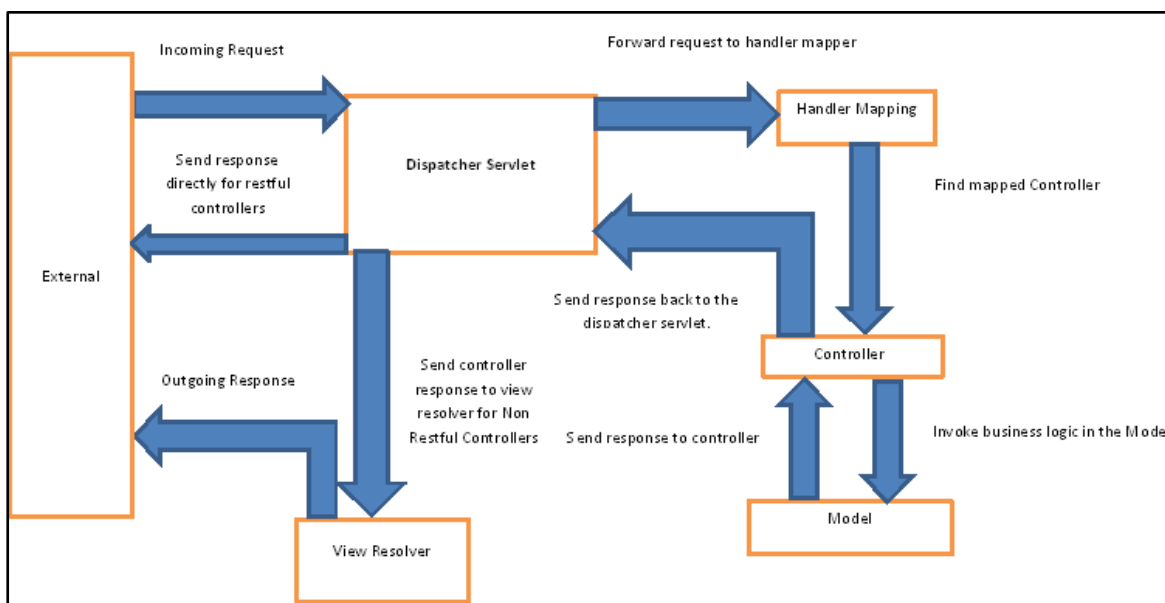 Incoming Request
Forward request to handler mapper
Handler Mapping
Send response
directly for restful
controllers
Dispatcher Servlet
Find mapped Controller
External
Send response back to the
dispatcher servlet.
Controller
Send controller
response to view
resolver for Non
Restful Controllers
Outgoing Response
Send response to controller
Invoke business logic in the Mode
Model
View Resolver